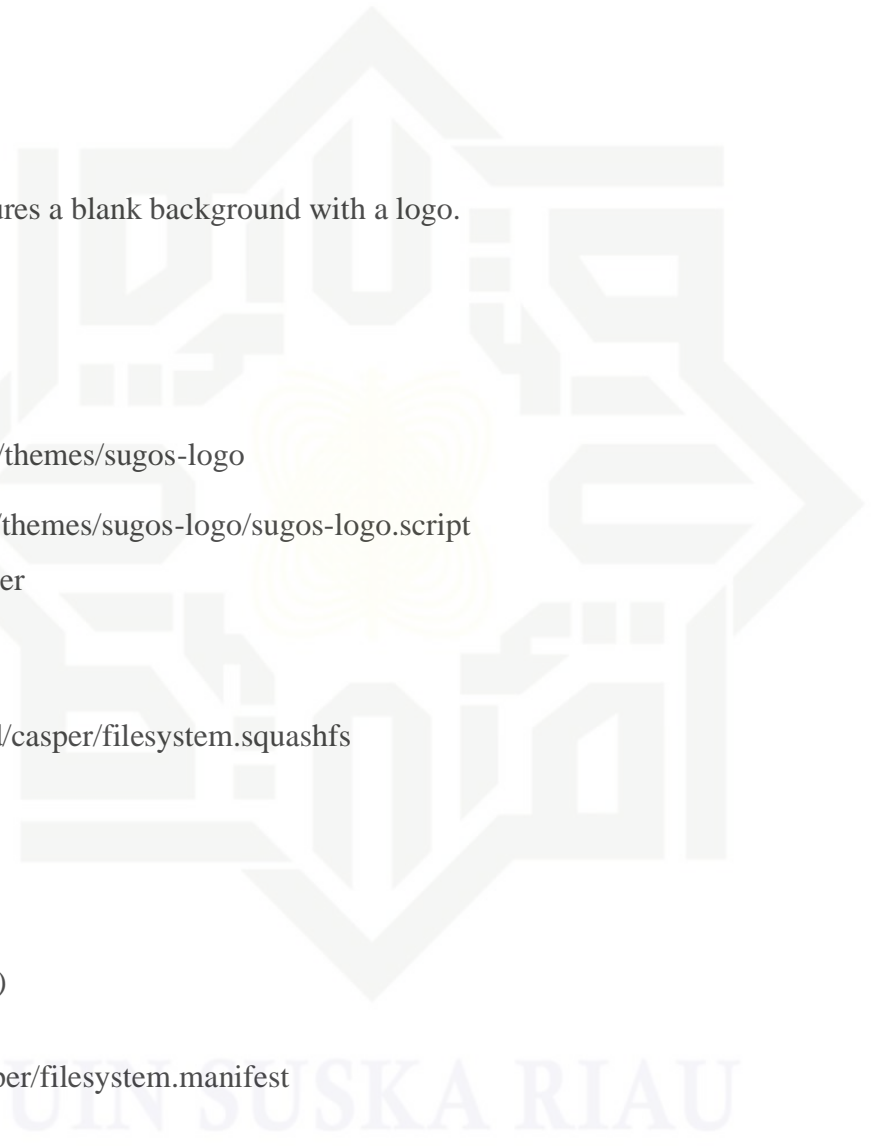 ures a blank background with a logo.
/themes/sugos-logo
/themes/sugos-logo/sugos-logo.script
er
/casper/filesystem.squashfs
)
per/filesystem.manifest
UIN SUSKA RIAU